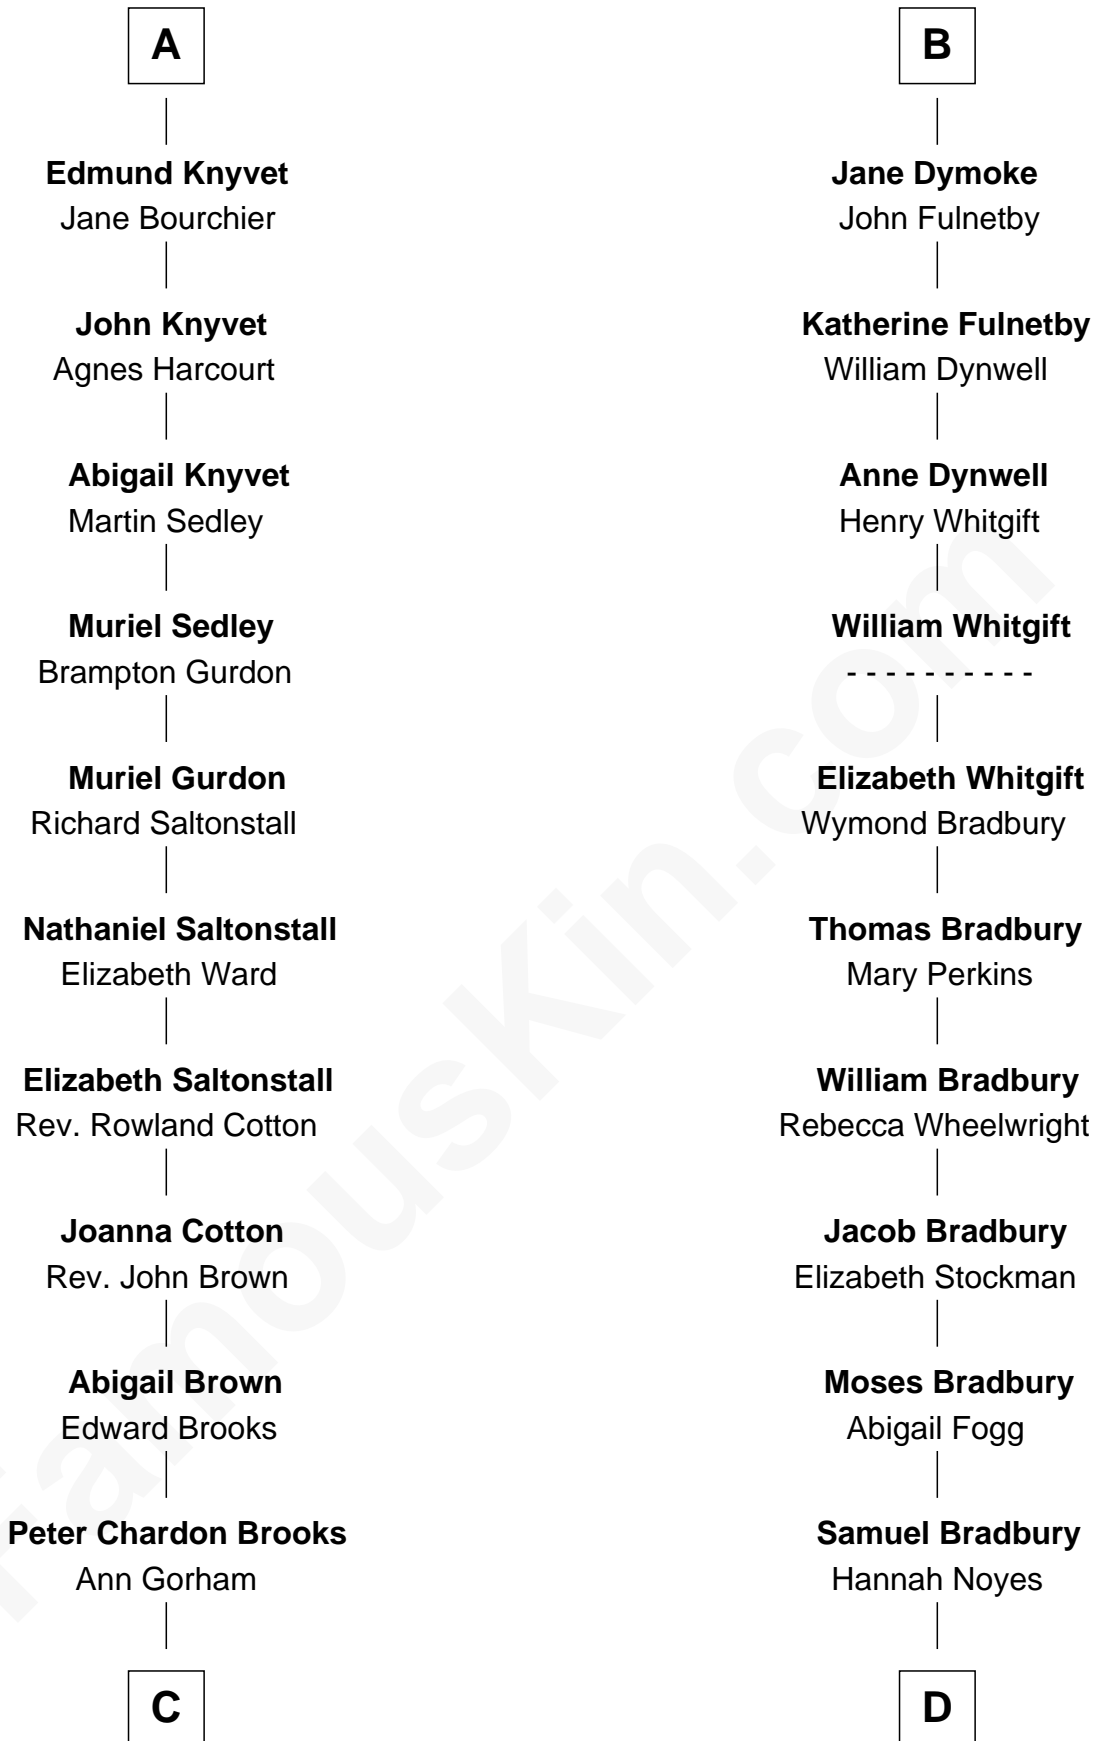 A
Edmund Knyvet
Jane Bourchier
John Knyvet
Agnes Harcourt
Abigail Knyvet
Martin Sedley
Muriel Sedley
Brampton Gurdon
Muriel Gurdon
Richard Saltonstall
Nathaniel Saltonstall
Elizabeth Ward
Elizabeth Saltonstall
Rev. Rowland Cotton
Joanna Cotton
Rev. John Brown
Abigail Brown
Edward Brooks
Peter Chardon Brooks
Ann Gorham
C
B
Jane Dymoke
John Fulnetby
Katherine Fulnetby
William Dynwell
Anne Dynwell
Henry Whitgift
William Whitgift
- - - - - - - - - -
Elizabeth Whitgift
Wymond Bradbury
Thomas Bradbury
Mary Perkins
William Bradbury
Rebecca Wheelwright
Jacob Bradbury
Elizabeth Stockman
Moses Bradbury
Abigail Fogg
Samuel Bradbury
Hannah Noyes
D
FamousKin.com